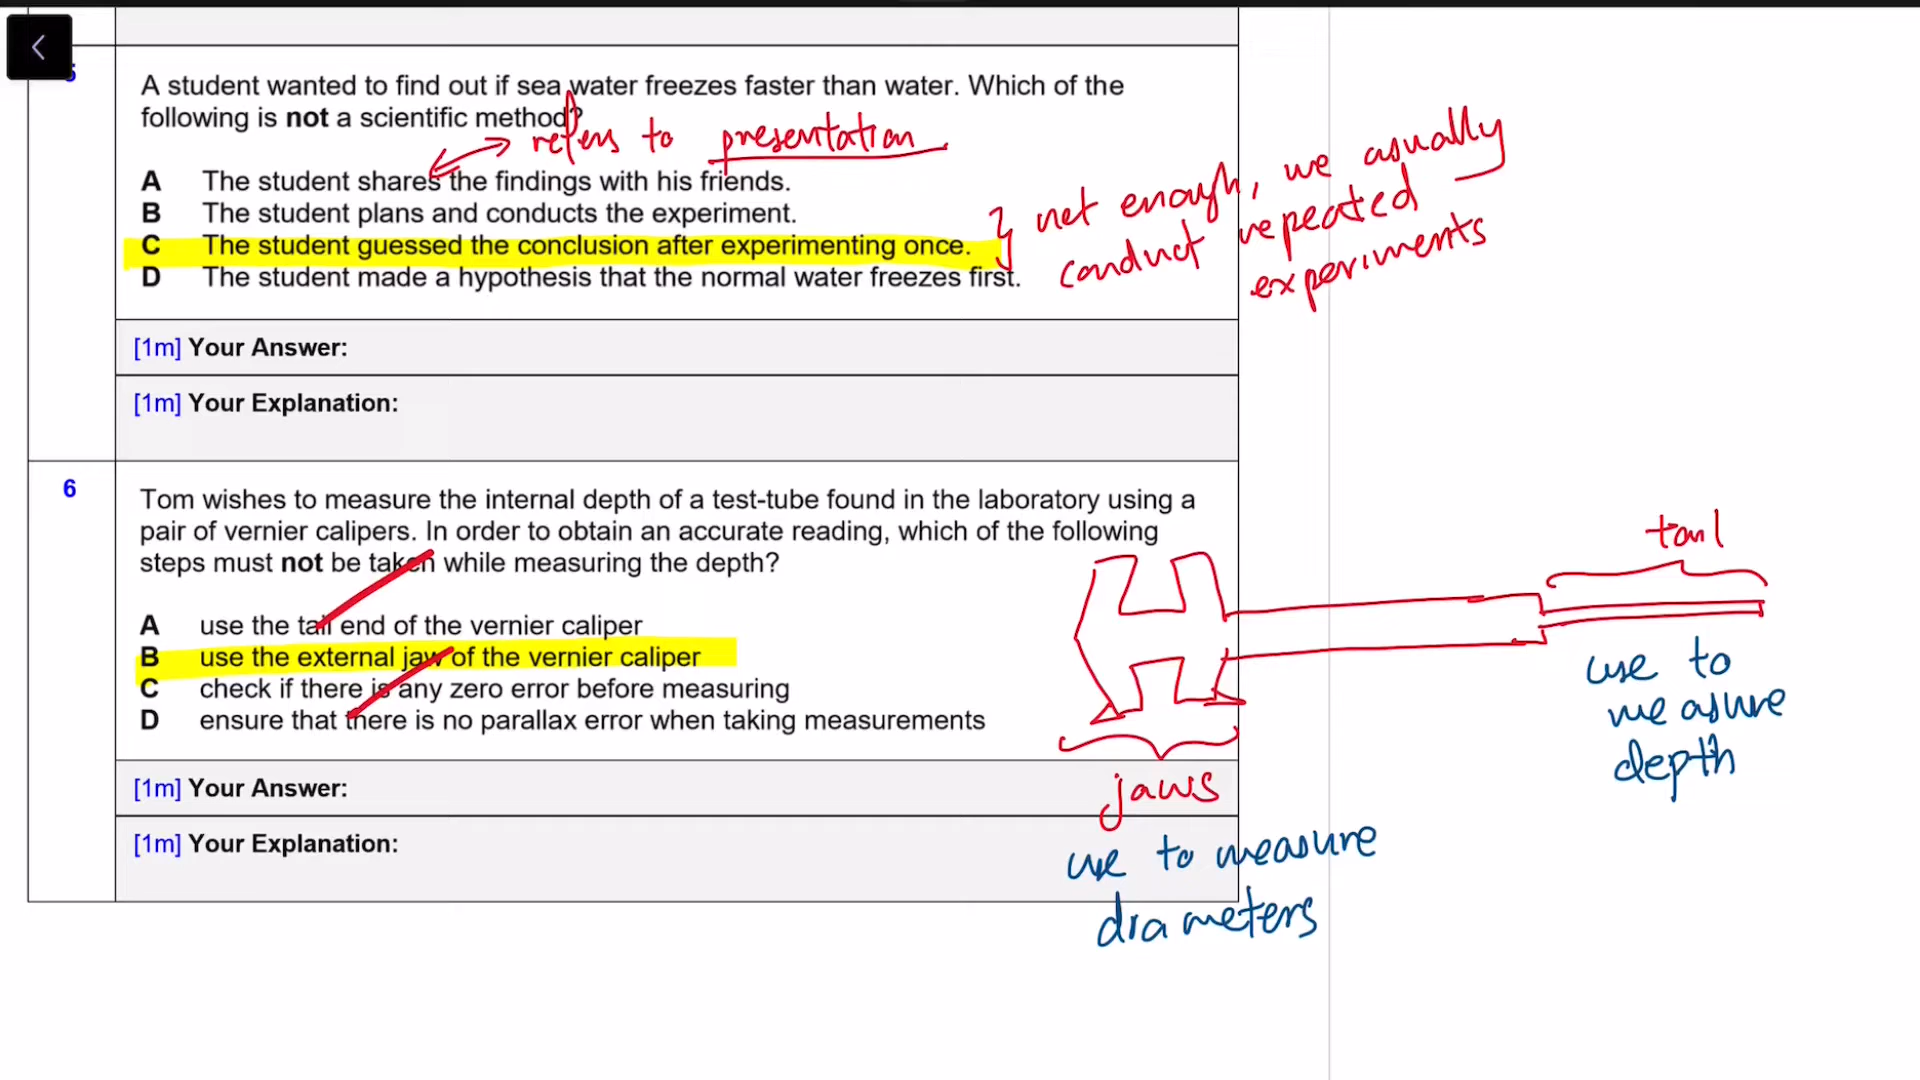 5
A student wanted to find out if sea water freezes faster than water. Which of the
following is not a scientific method?
refers to presentation
A The student shares the findings with his friends.
B The student plans and conducts the experiment.
C The student guessed the conclusion after experimenting once.
D The student made a hypothesis that the normal water freezes first.
not enough, we usually
conduct repeated
experiments
[1m] Your Answer:
[1m] Your Explanation:
6
Tom wishes to measure the internal depth of a test-tube found in the laboratory using a
pair of vernier calipers. In order to obtain an accurate reading, which of the following
steps must not be taken while measuring the depth?
A use the tail end of the vernier caliper
B use the external jaw of the vernier caliper
C check if there is any zero error before measuring
D ensure that there is no parallax error when taking measurements
tail
use to
measure
depth
jaws
use to measure
diameters
[1m] Your Answer:
[1m] Your Explanation: